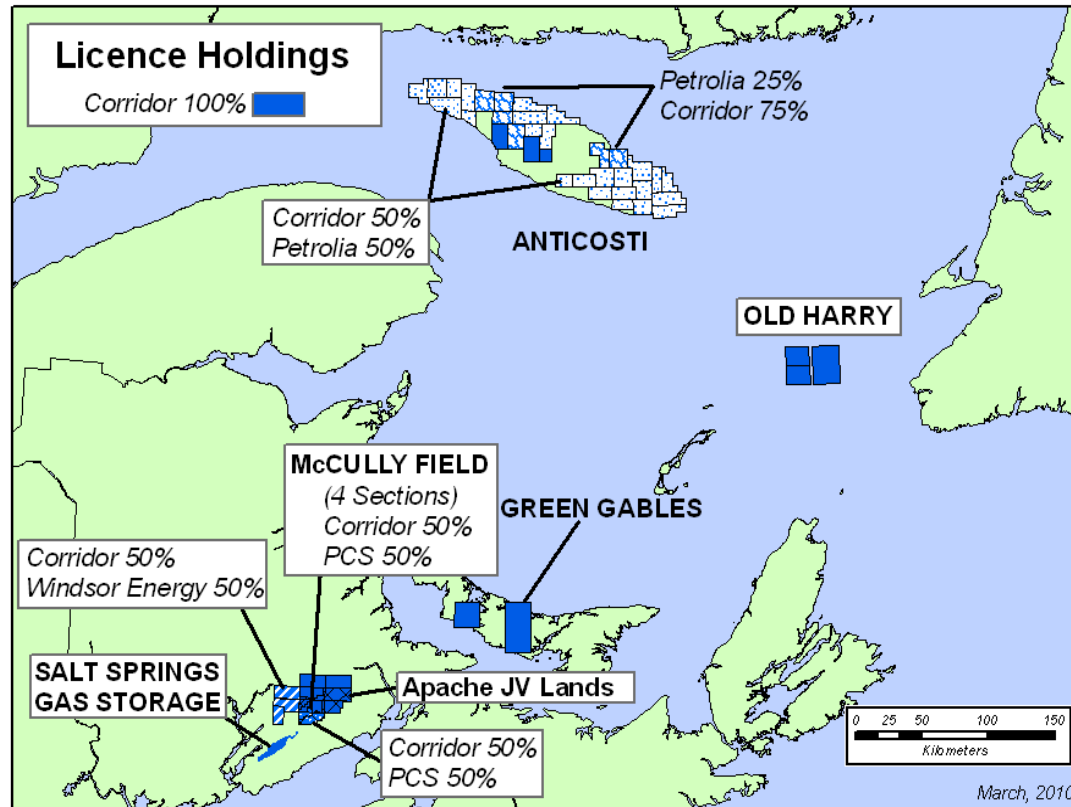 Licence Holdings
Corridor 100%
Petrolia 25%
Corridor 75%
Corridor 50%
Petrolia 50%
ANTICOSTI
OLD HARRY
McCULLY FIELD
(4 Sections)
Corridor 50%
PCS 50%
GREEN GABLES
Corridor 50%
Windsor Energy 50%
SALT SPRINGS
GAS STORAGE
Apache JV Lands
Corridor 50%
PCS 50%
0 25 50 100 150
Kilometers
March, 2010